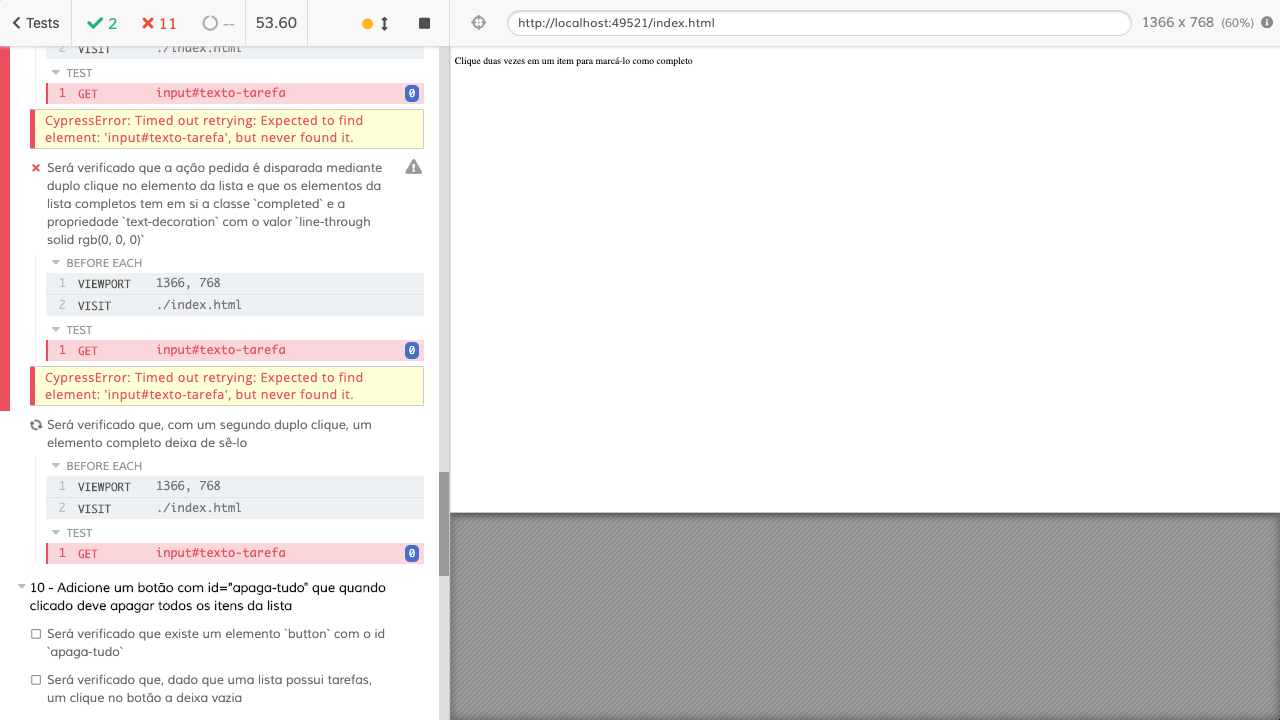 Tests 2 11 -- 53.60 http://localhost:49521/index.html 1366 x 768 (60%)
2 VISIT ./index.html
TEST
1 GET input#texto-tarefa 0
CypressError: Timed out retrying: Expected to find
element: 'input#texto-tarefa', but never found it.
Será verificado que a ação pedida é disparada mediante
duplo clique no elemento da lista e que os elementos da
lista completos tem em si a classe `completed` e a
propriedade `text-decoration` com o valor `line-through
solid rgb(0, 0, 0)`
BEFORE EACH
1 VIEWPORT 1366, 768
2 VISIT ./index.html
TEST
1 GET input#texto-tarefa 0
CypressError: Timed out retrying: Expected to find
element: 'input#texto-tarefa', but never found it.
Será verificado que, com um segundo duplo clique, um
elemento completo deixa de sê-lo
BEFORE EACH
1 VIEWPORT 1366, 768
2 VISIT ./index.html
TEST
1 GET input#texto-tarefa 0
10 - Adicione um botão com id="apaga-tudo" que quando
clicado deve apagar todos os itens da lista
Será verificado que existe um elemento `button` com o id
`apaga-tudo`
Será verificado que, dado que uma lista possui tarefas,
um clique no botão a deixa vazia
Clique duas vezes em um item para marcá-lo como completo